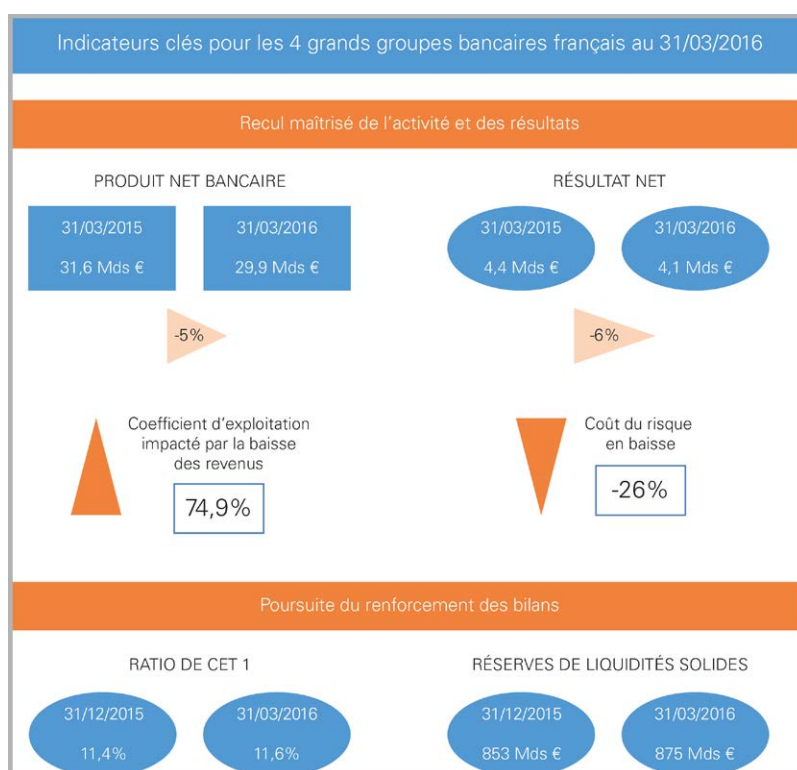 Indicateurs clés pour les 4 grands groupes bancaires français au 31/03/2016
Recul maîtrisé de l'activité et des résultats
PRODUIT NET BANCAIRE
31/03/2015
31,6 Mds €
31/03/2016
29,9 Mds €
-5%
RÉSULTAT NET
31/03/2015
4,4 Mds €
31/03/2016
4,1 Mds €
-6%
Coefficient d'exploitation
impacté par la baisse
des revenus
74,9%
Coût du risque
en baisse
-26%
Poursuite du renforcement des bilans
RATIO DE CET 1
31/12/2015
11,4%
31/03/2016
11,6%
RÉSERVES DE LIQUIDITÉS SOLIDES
31/12/2015
853 Mds €
31/03/2016
875 Mds €